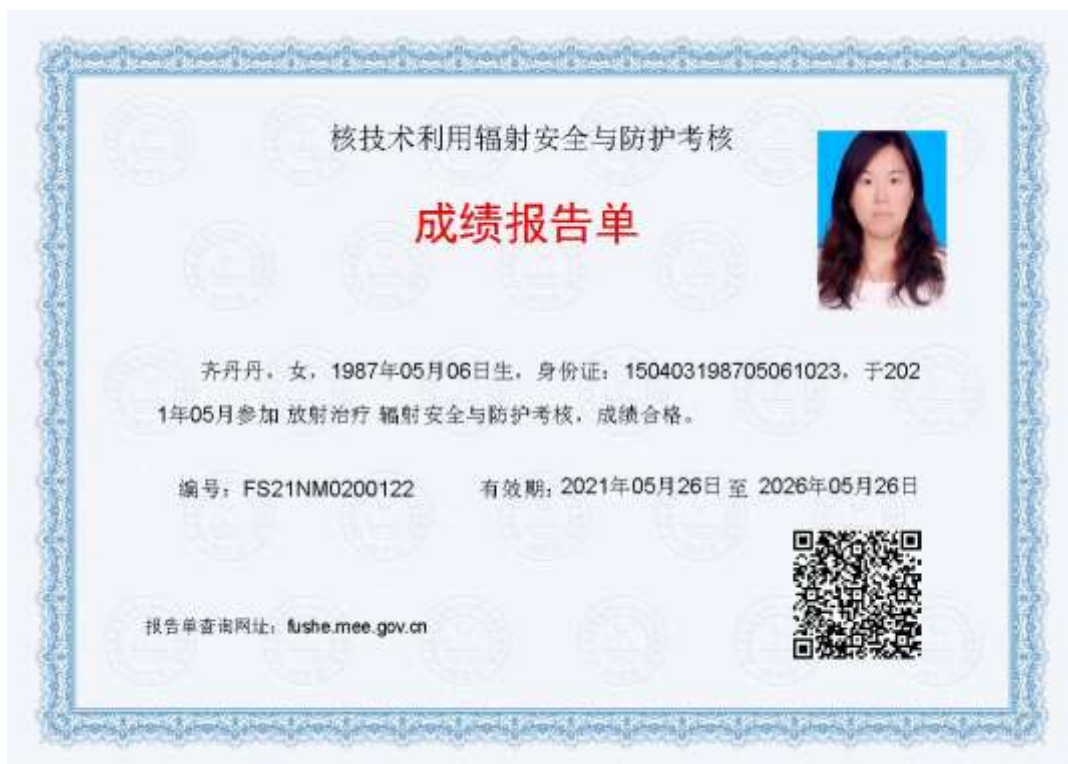 核技术利用辐射安全与防护考核
成绩报告单
齐丹丹，女，1987年05月06日生，身份证：150403198705061023，于202
1年05月参加 放射治疗 辐射安全与防护考核，成绩合格。
编号：FS21NM0200122 有效期：2021年05月26日 至 2026年05月26日
报告单查询网址：fushe.mee.gov.cn